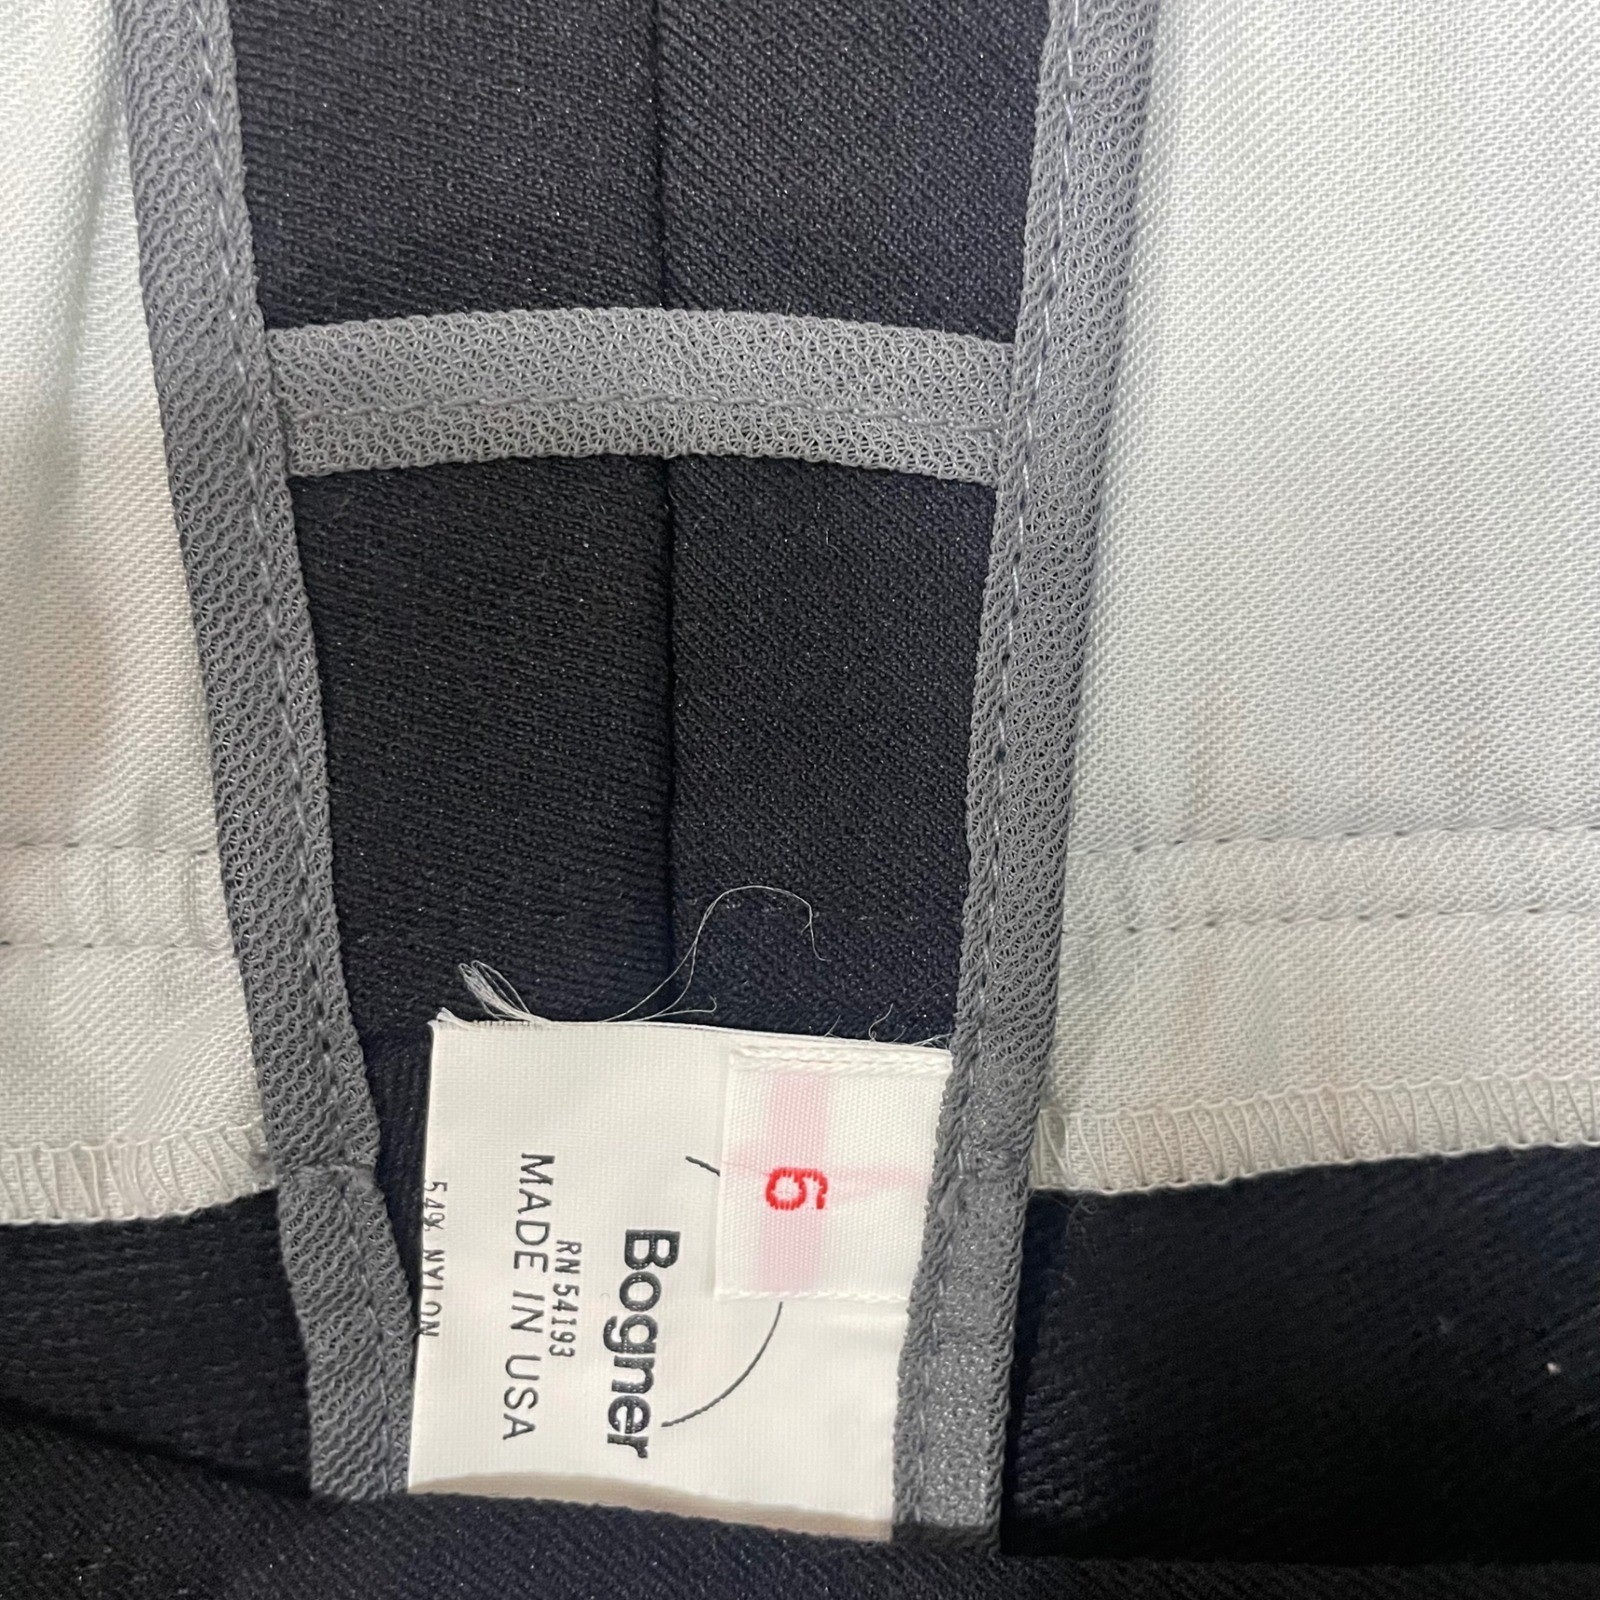 6
Bogner
RN 54193
MADE IN USA
54% NYLON